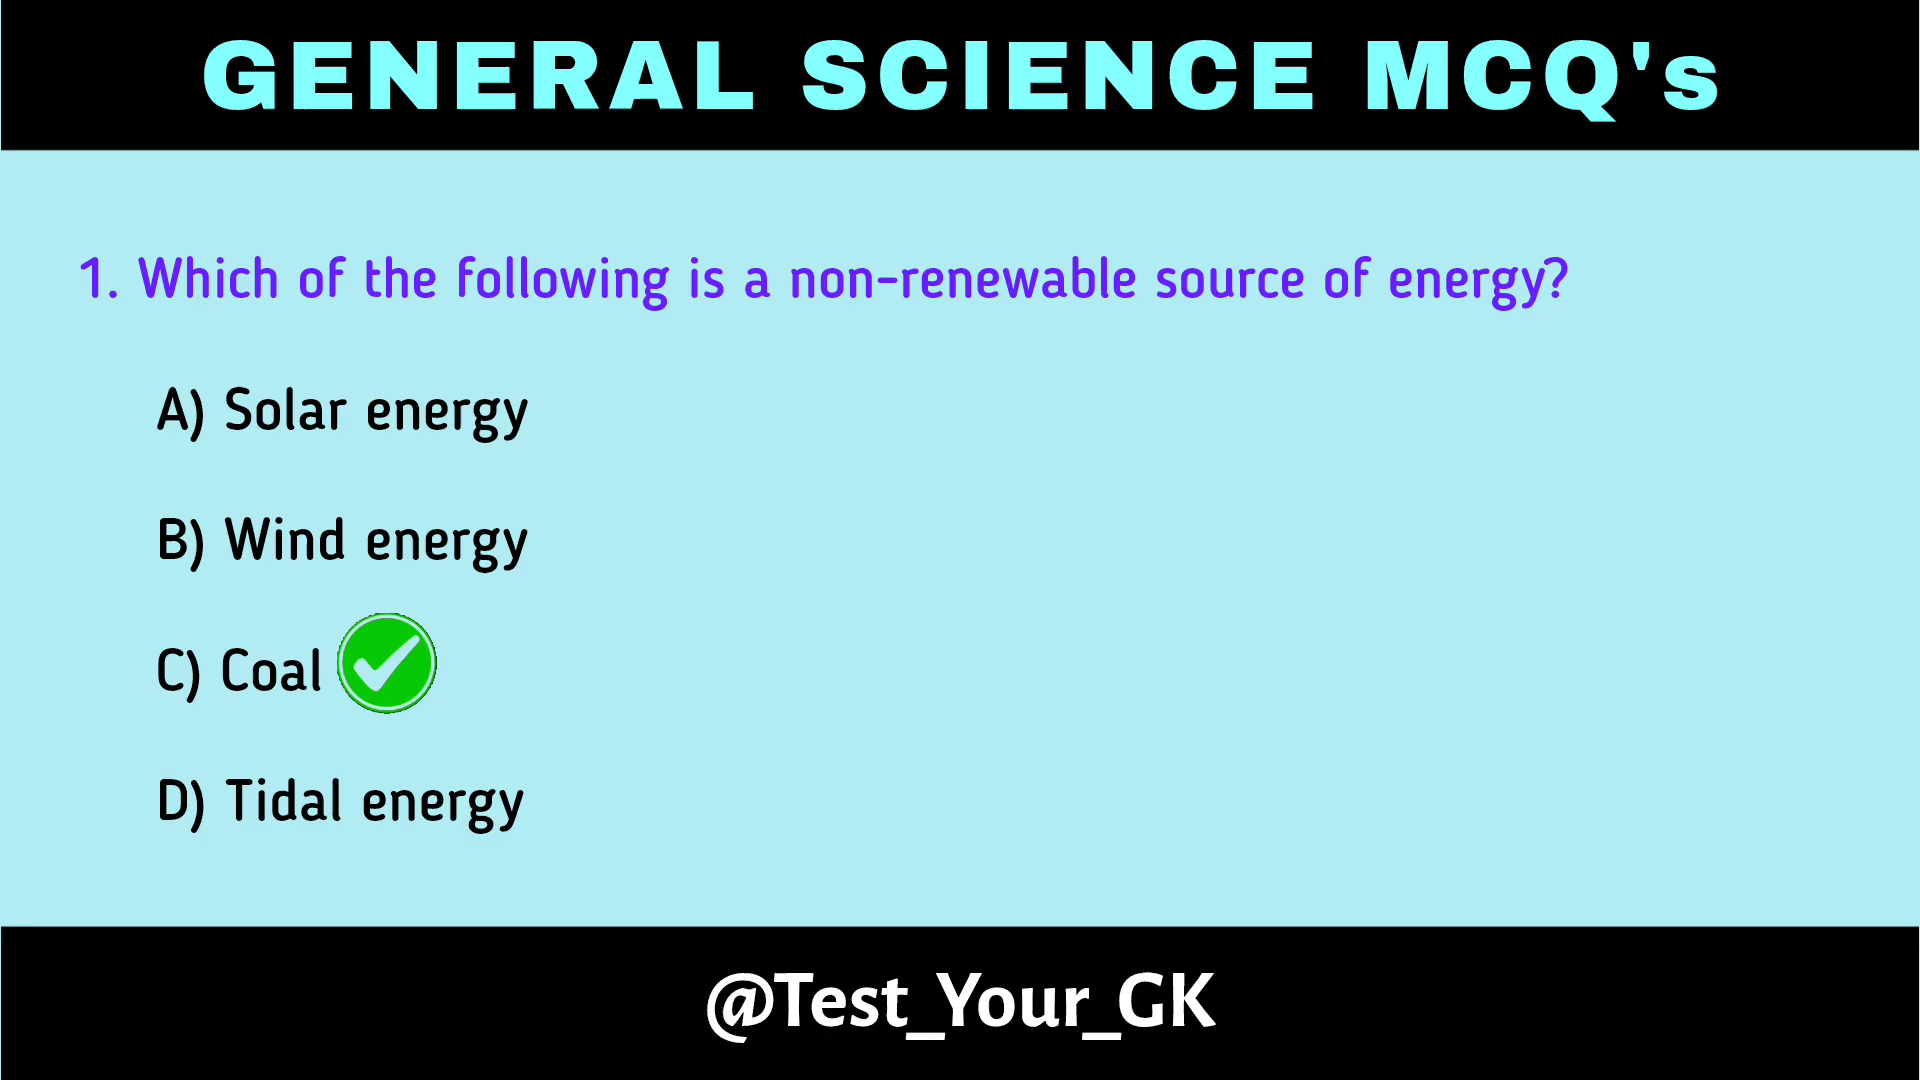 GENERAL SCIENCE MCQ's
1. Which of the following is a non-renewable source of energy?
A) Solar energy
B) Wind energy
C) Coal
D) Tidal energy
@Test_Your_GK